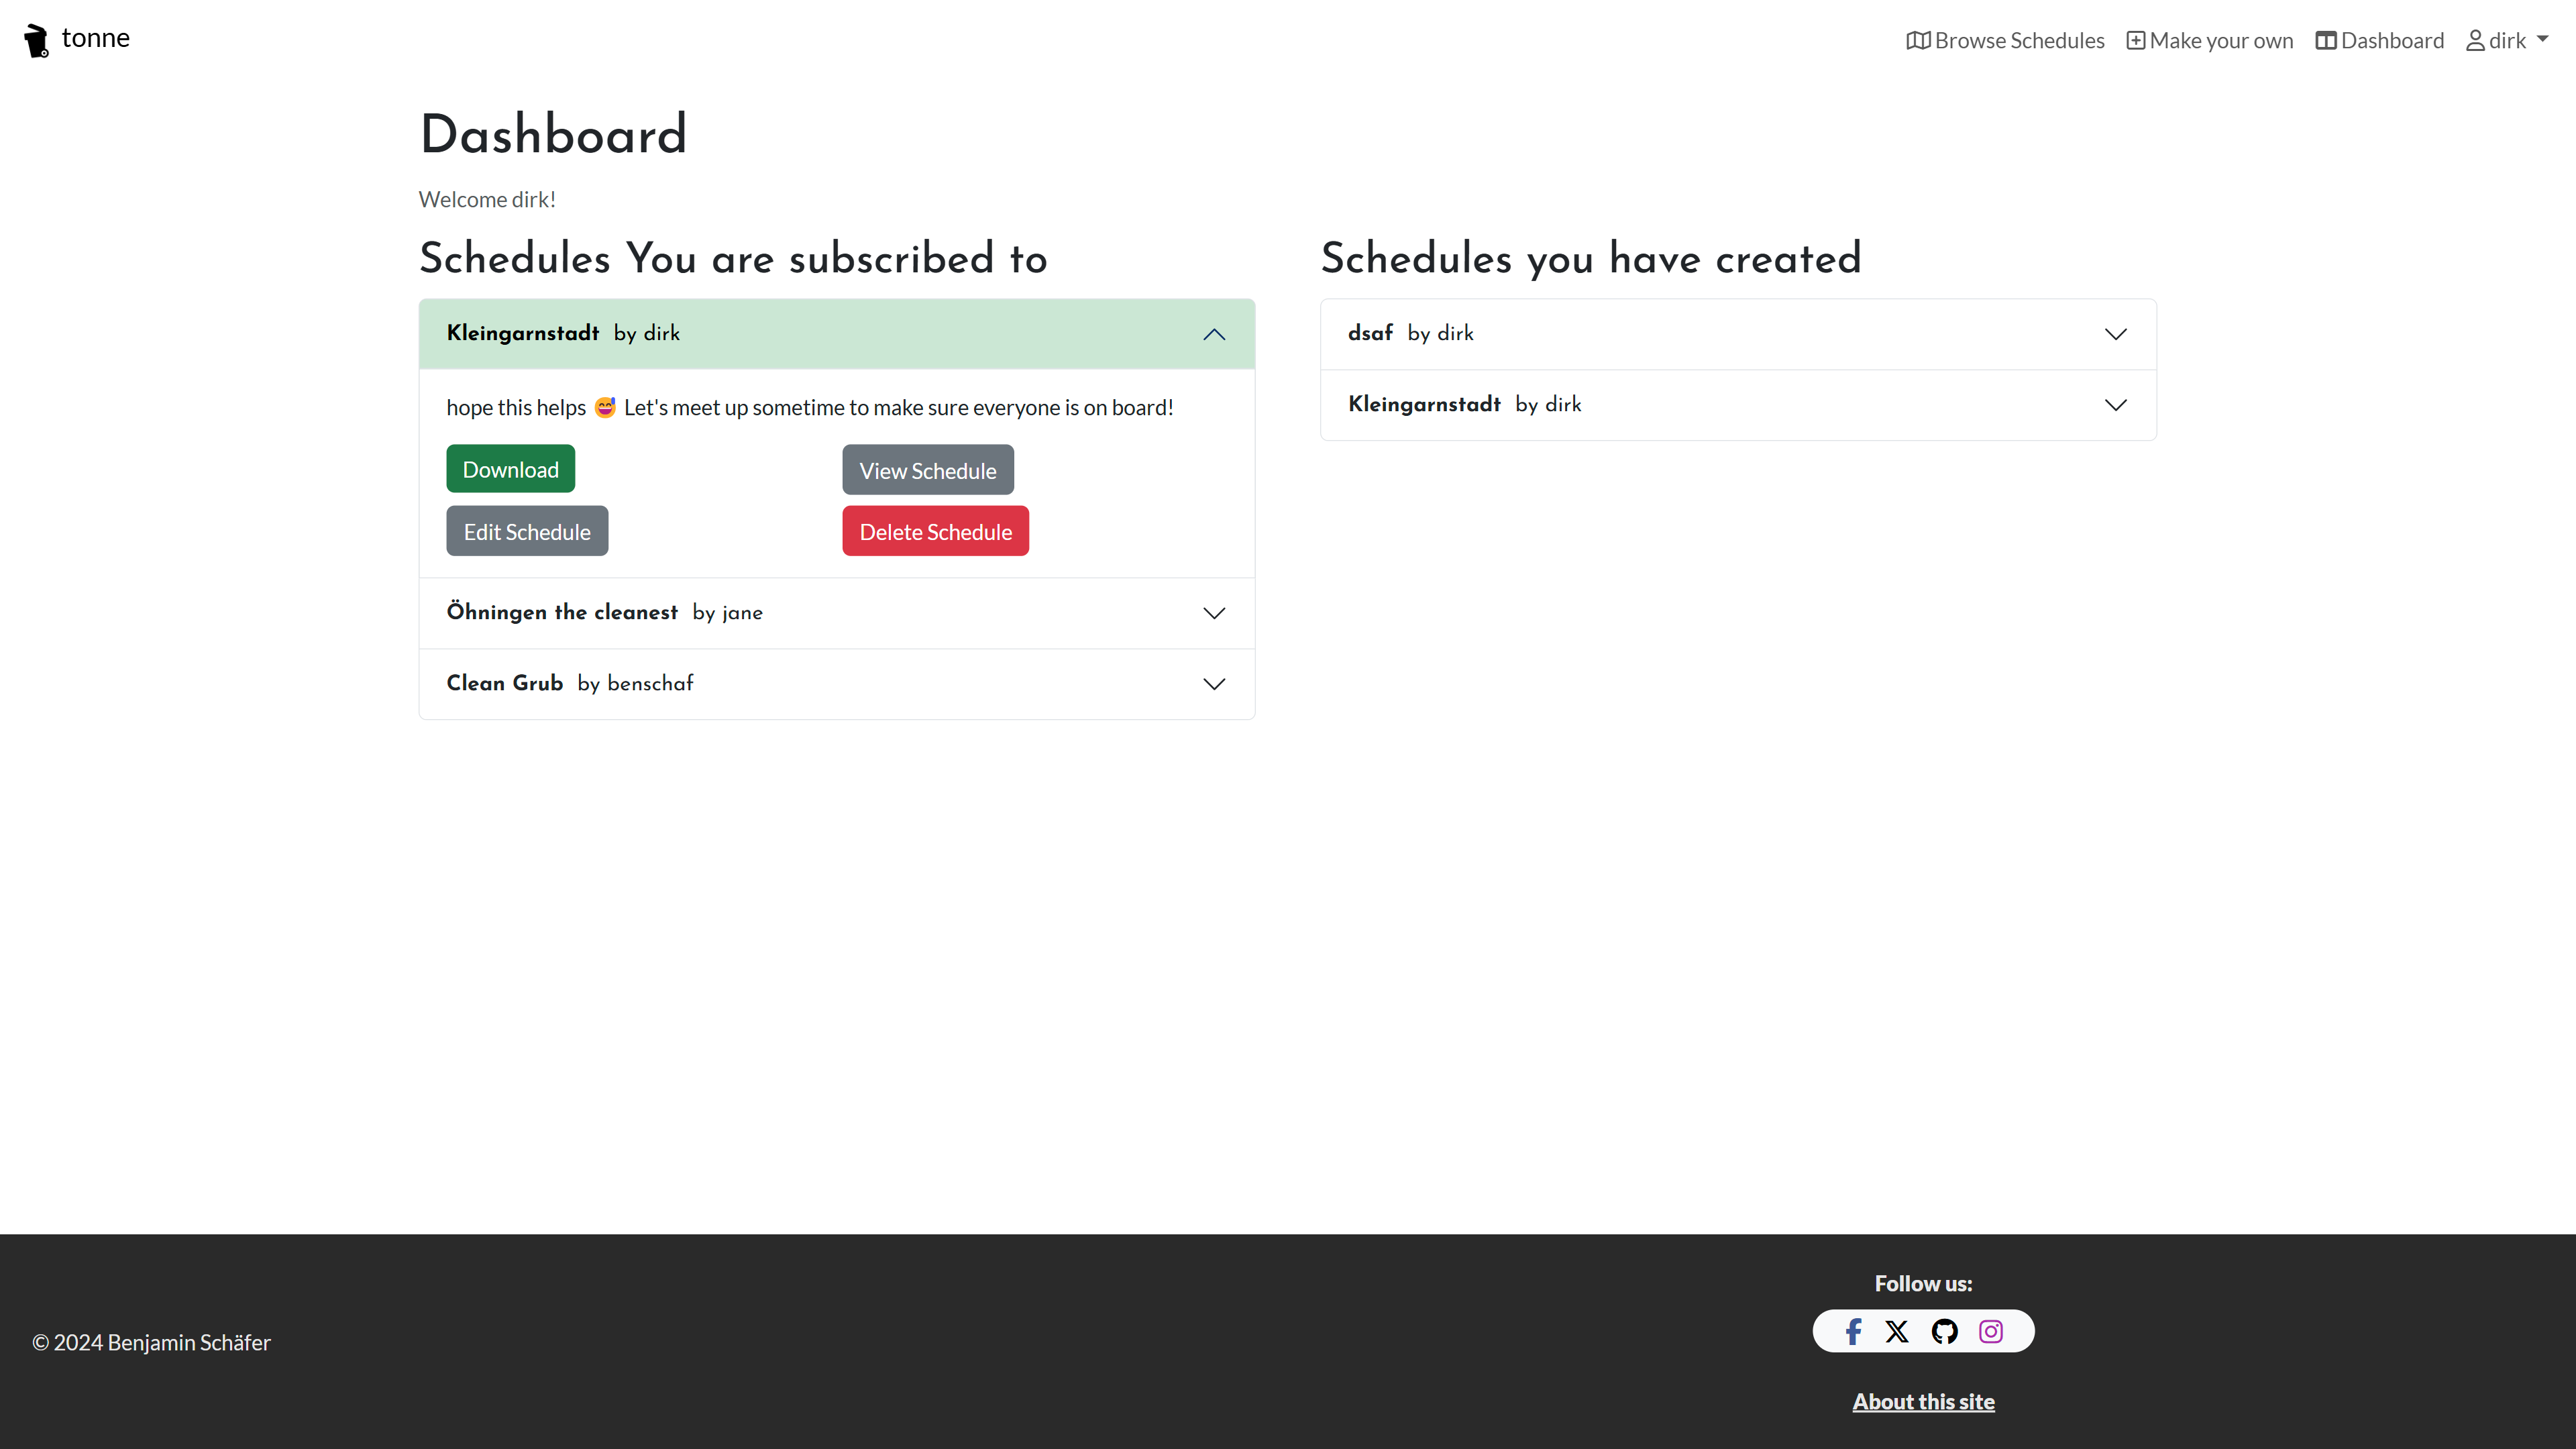 tonne
Browse Schedules Make your own Dashboard dirk
Dashboard
Welcome dirk!
Schedules You are subscribed to
Kleingarnstadt by dirk
hope this helps 😅 Let's meet up sometime to make sure everyone is on board!
Download View Schedule
Edit Schedule Delete Schedule
Öhningen the cleanest by jane
Clean Grub by benschaf
Schedules you have created
dsaf by dirk
Kleingarnstadt by dirk
© 2024 Benjamin Schäfer
Follow us:
About this site